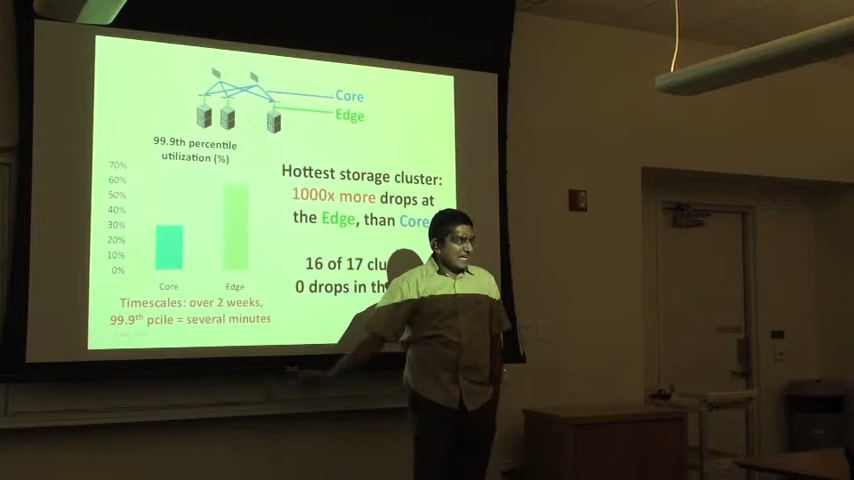 Core
Edge
99.9th percentile
utilization (%)
70%
60%
50%
40%
30%
20%
10%
0%
Core
Edge
Timescales: over 2 weeks,
99.9th pcile = several minutes
Hottest storage cluster:
1000x more drops at
the Edge, than Core
16 of 17
0 drops in